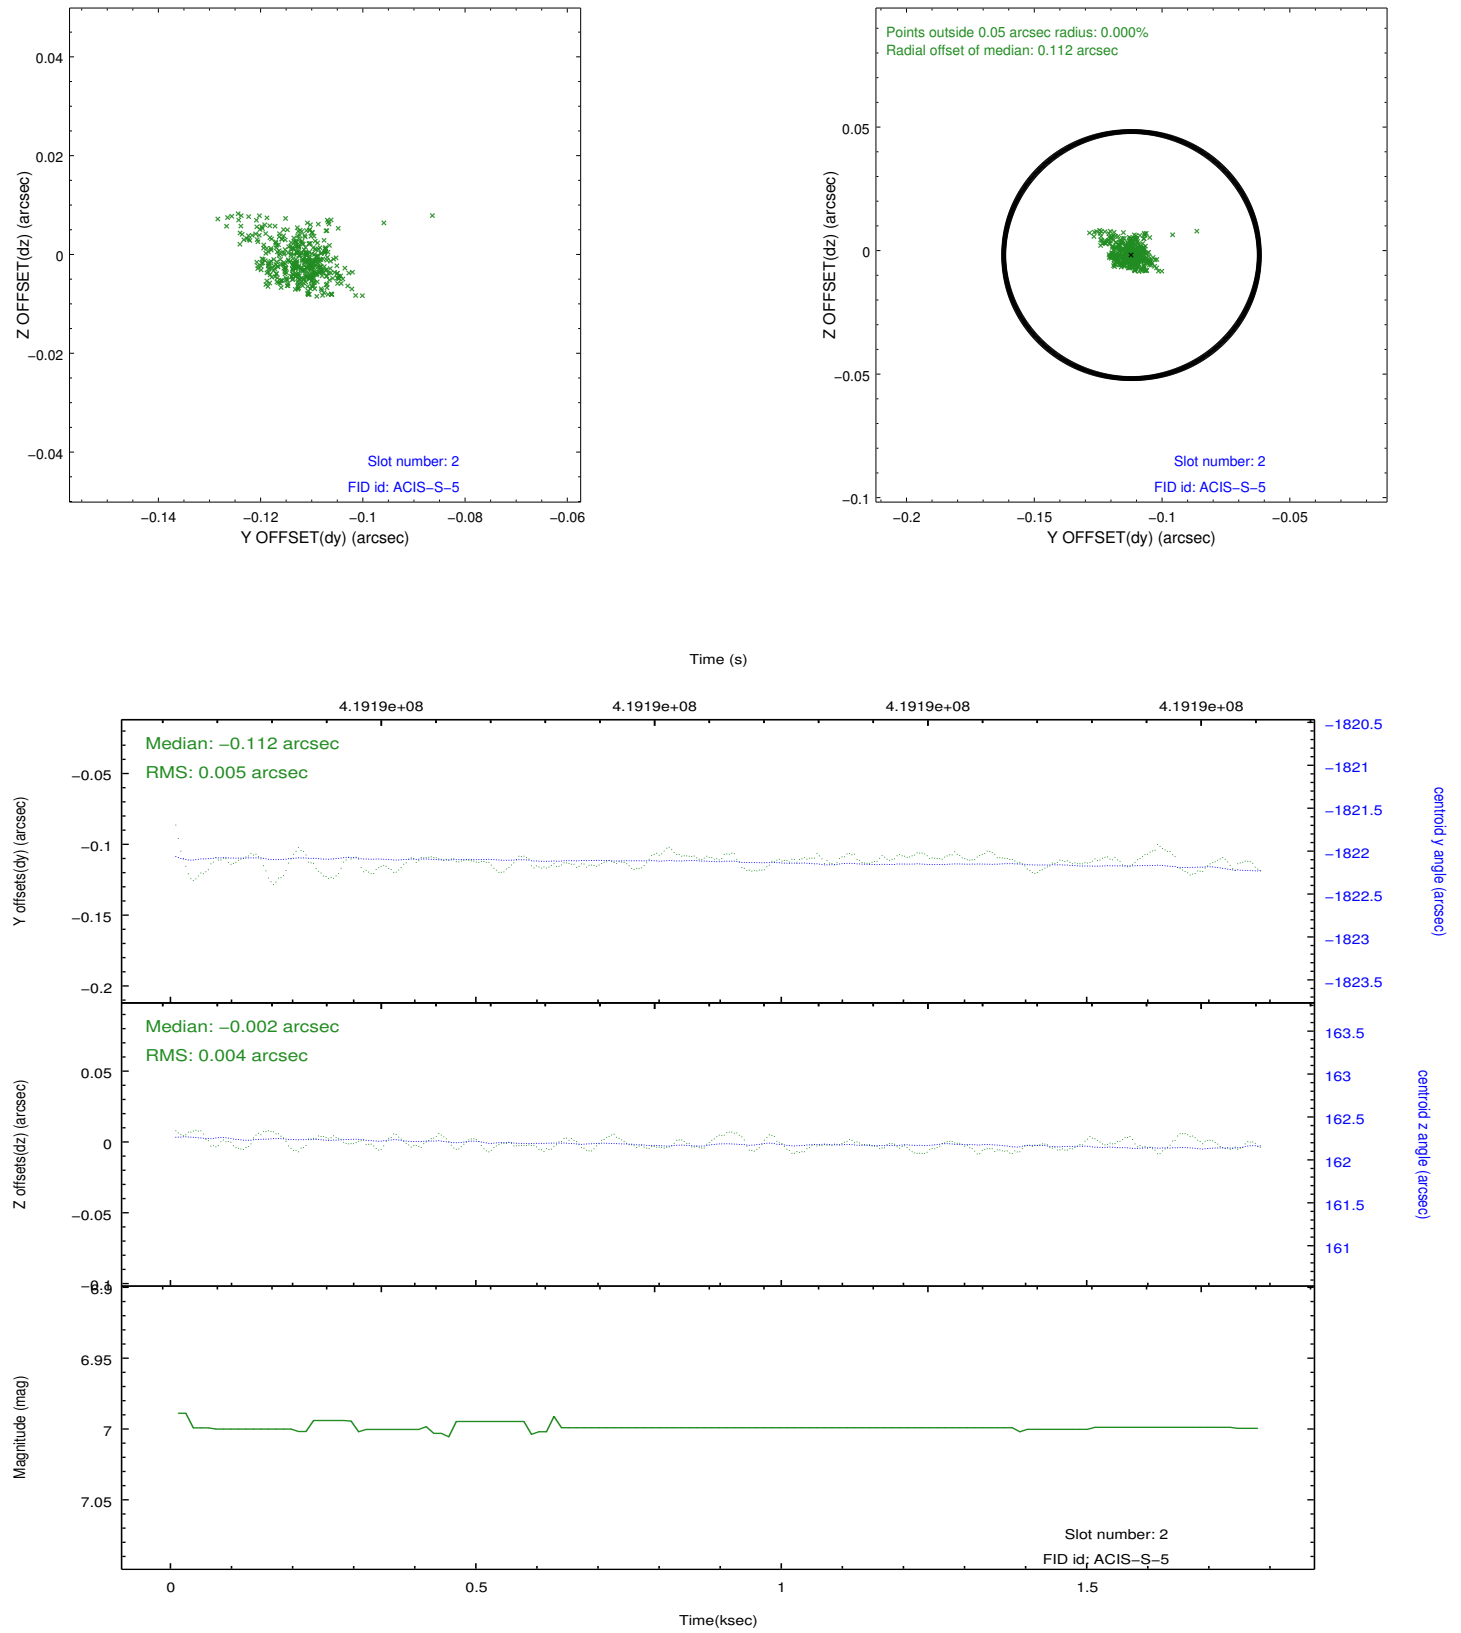 0.04
0.02
0
−0.02
−0.04
Z OFFSET(dz) (arcsec)
Slot number: 2
FID id: ACIS−S−5
−0.14
−0.12
−0.1
−0.08
−0.06
Y OFFSET(dy) (arcsec)
Points outside 0.05 arcsec radius: 0.000%
Radial offset of median: 0.112 arcsec
0.05
0
−0.05
−0.1
Z OFFSET(dz) (arcsec)
Slot number: 2
FID id: ACIS−S−5
−0.2
−0.15
−0.1
−0.05
Y OFFSET(dy) (arcsec)
Time (s)
4.1919e+08
4.1919e+08
4.1919e+08
4.1919e+08
Median: −0.112 arcsec
RMS: 0.005 arcsec
−0.05
−0.1
−0.15
−0.2
Y offsets(dy) (arcsec)
−1820.5
−1821
−1821.5
−1822
−1822.5
−1823
−1823.5
centroid y angle (arcsec)
Median: −0.002 arcsec
RMS: 0.004 arcsec
0.05
0
−0.05
−0.1
Z offsets(dz) (arcsec)
163.5
163
162.5
162
161.5
161
centroid z angle (arcsec)
6.9
6.95
7
7.05
Magnitude (mag)
Slot number: 2
FID id: ACIS−S−5
0
0.5
1
1.5
Time(ksec)